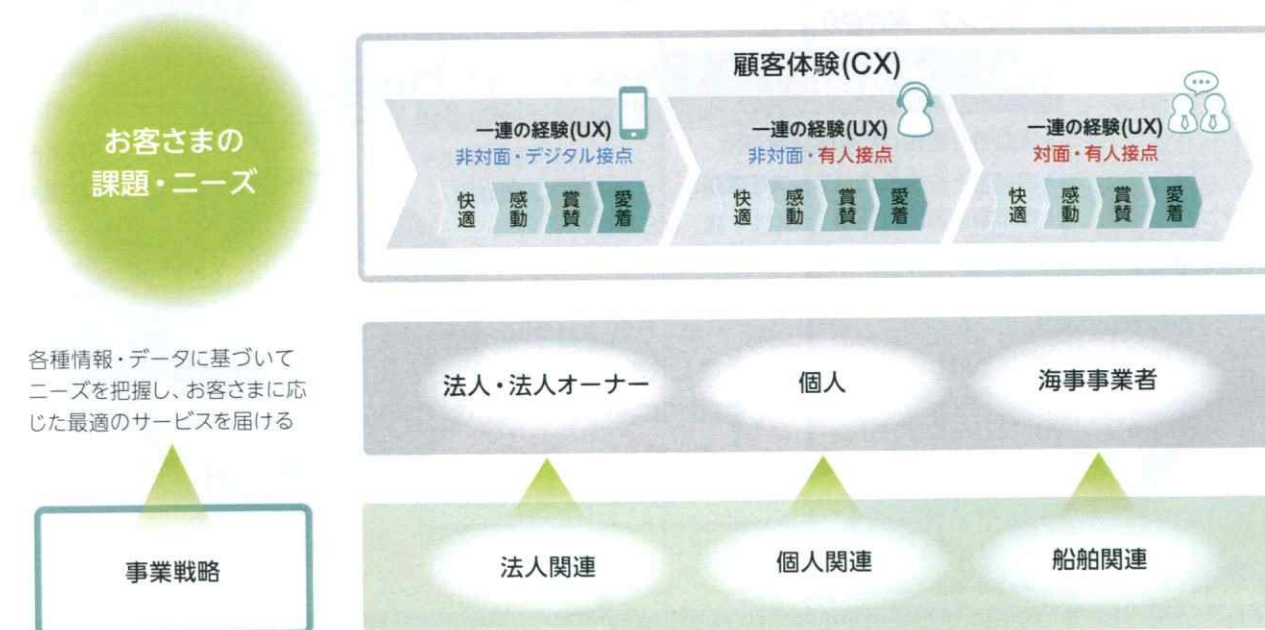 お客さまの
課題・ニーズ
各種情報・データに基づいて
ニーズを把握し、お客さまに応
じた最適のサービスを届ける
事業戦略
顧客体験(CX)
一連の経験(UX)
非対面・デジタル接点
快適
感動
賞賛
愛着
一連の経験(UX)
非対面・有人接点
快適
感動
賞賛
愛着
一連の経験(UX)
対面・有人接点
快適
感動
賞賛
愛着
法人・法人オーナー
個人
海事事業者
法人関連
個人関連
船舶関連